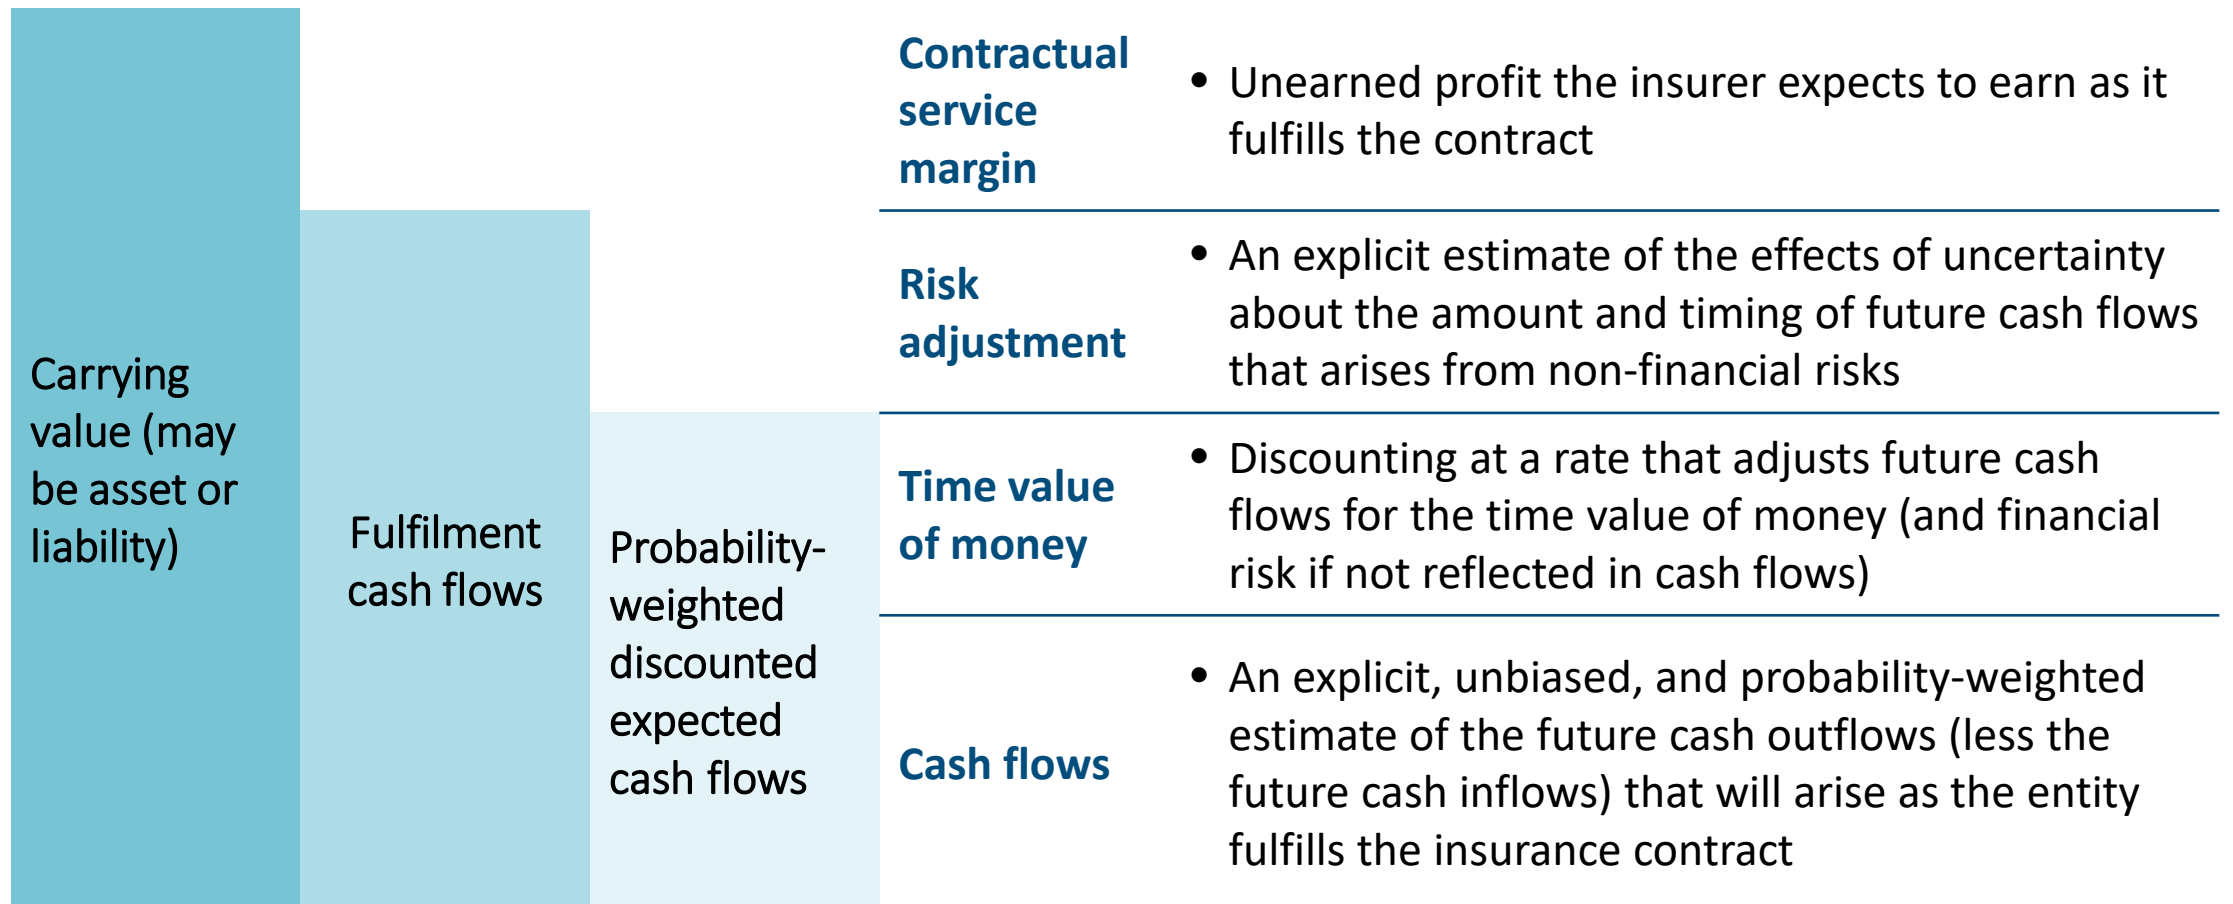 Carrying
value (may
be asset or
liability)
Fulfilment
cash flows
Probability-
weighted
discounted
expected
cash flows
Contractual
service
margin
• Unearned profit the insurer expects to earn as it
fulfills the contract
Risk
adjustment
• An explicit estimate of the effects of uncertainty
about the amount and timing of future cash flows
that arises from non-financial risks
Time value
of money
• Discounting at a rate that adjusts future cash
flows for the time value of money (and financial
risk if not reflected in cash flows)
Cash flows
• An explicit, unbiased, and probability-weighted
estimate of the future cash outflows (less the
future cash inflows) that will arise as the entity
fulfills the insurance contract